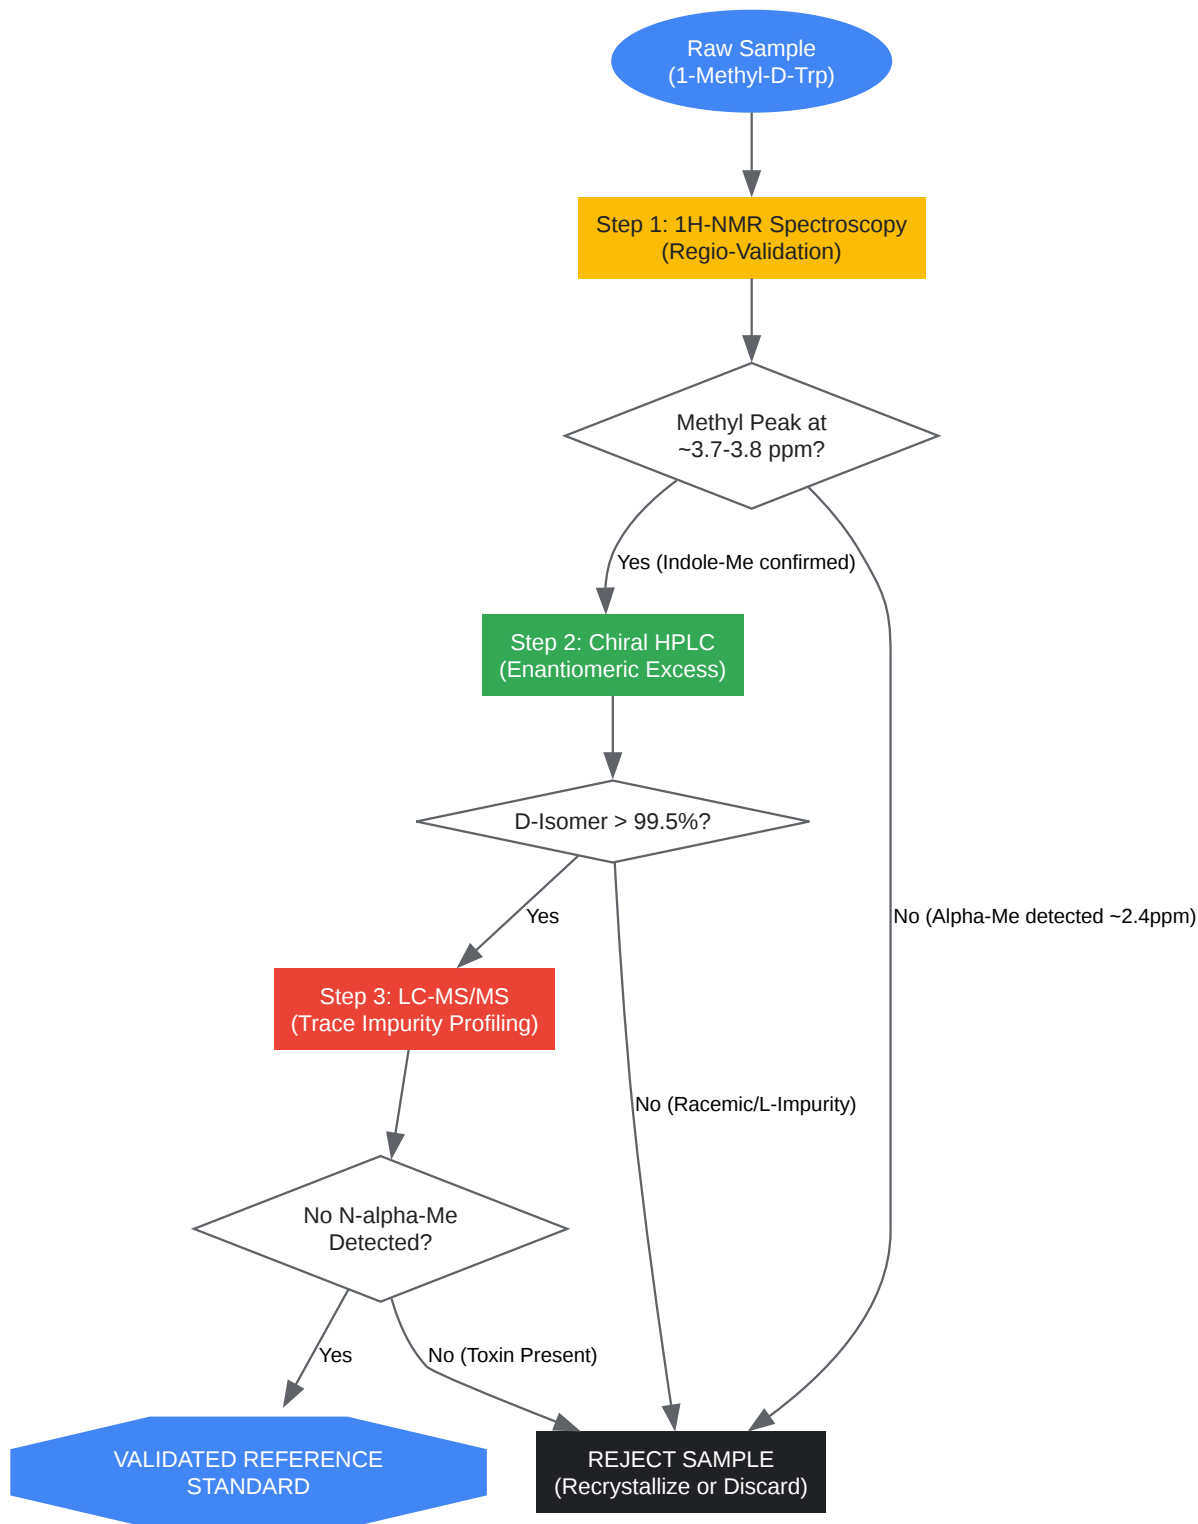 Raw Sample
(1-Methyl-D-Trp)
Step 1: 1H-NMR Spectroscopy
(Regio-Validation)
Methyl Peak at
~3.7-3.8 ppm?
Yes (Indole-Me confirmed)
Step 2: Chiral HPLC
(Enantiomeric Excess)
D-Isomer > 99.5%?
Yes
No (Alpha-Me detected ~2.4ppm)
Step 3: LC-MS/MS
(Trace Impurity Profiling)
No (Racemic/L-Impurity)
No N-alpha-Me
Detected?
Yes
No (Toxin Present)
VALIDATED REFERENCE
STANDARD
REJECT SAMPLE
(Recrystallize or Discard)